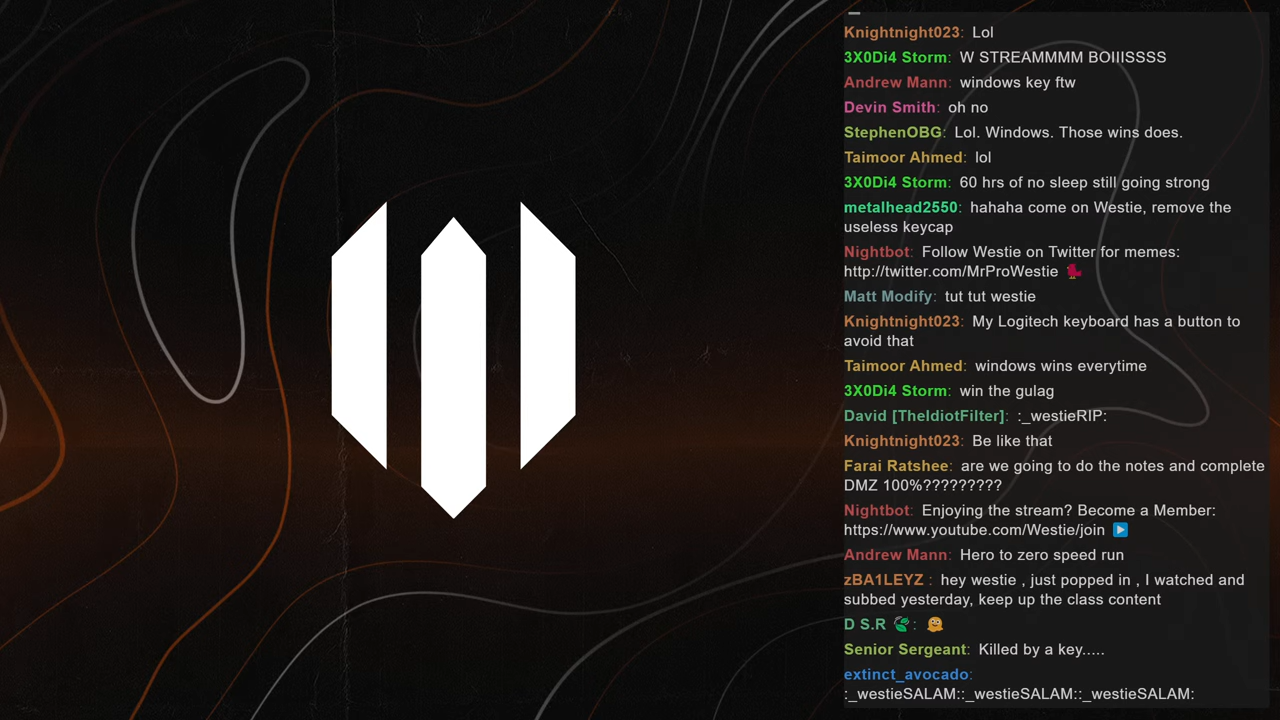 Knightnight023: Lol
3X0Di4 Storm: W STREAMMMM BOIIISSSS
Andrew Mann: windows key ftw
Devin Smith: oh no
StephenOBG: Lol. Windows. Those wins does.
Taimoor Ahmed: lol
3X0Di4 Storm: 60 hrs of no sleep still going strong
metalhead2550: hahaha come on Westie, remove the
useless keycap
Nightbot: Follow Westie on Twitter for memes:
http://twitter.com/MrProWestie
Matt Modify: tut tut westie
Knightnight023: My Logitech keyboard has a button to
avoid that
Taimoor Ahmed: windows wins everytime
3X0Di4 Storm: win the gulag
David [TheIdiotFilter]: :_westieRIP:
Knightnight023: Be like that
Farai Ratshee: are we going to do the notes and complete
DMZ 100%?????????
Nightbot: Enjoying the stream? Become a Member:
https://www.youtube.com/Westie/join
Andrew Mann: Hero to zero speed run
zBA1LEYZ : hey westie , just popped in , I watched and
subbed yesterday, keep up the class content
D S.R :
Senior Sergeant: Killed by a key.....
extinct_avocado:
:_westieSALAM::_westieSALAM::_westieSALAM: